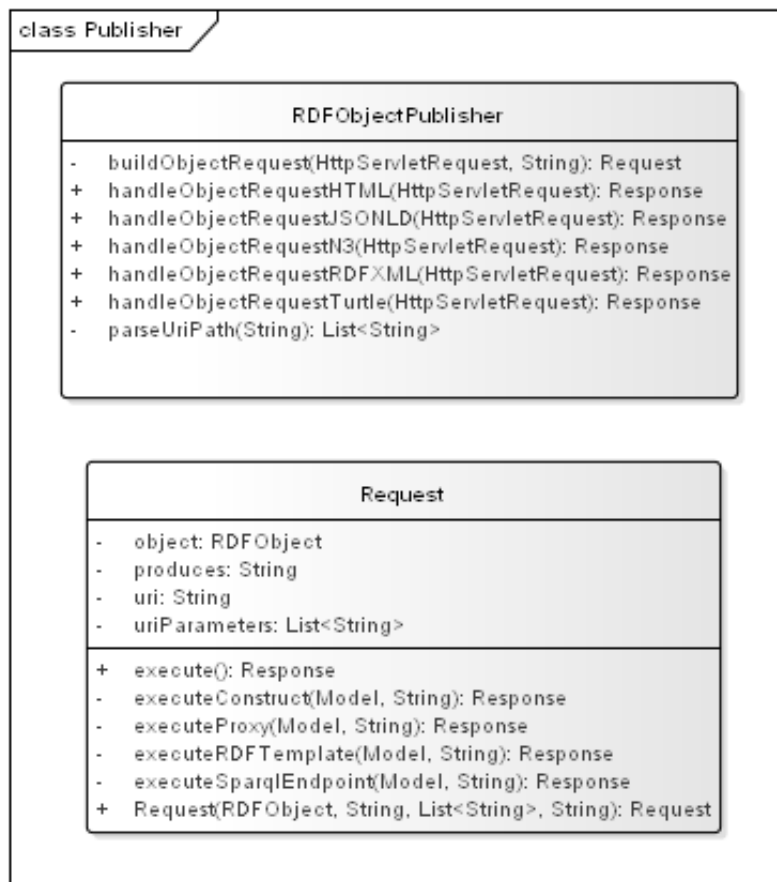 class Publisher
RDFObjectPublisher
- buildObjectRequest(HttpServletRequest, String): Request
+ handleObjectRequestHTML(HttpServletRequest): Response
+ handleObjectRequestJSONLD(HttpServletRequest): Response
+ handleObjectRequestN3(HttpServletRequest): Response
+ handleObjectRequestRDFXML(HttpServletRequest): Response
+ handleObjectRequestTurtle(HttpServletRequest): Response
- parseUriPath(String): List<String>
Request
- object: RDFObject
- produces: String
- uri: String
- uriParameters: List<String>
+ execute(): Response
- executeConstruct(Model, String): Response
- executeProxy(Model, String): Response
- executeRDFTemplate(Model, String): Response
- executeSparqlEndpoint(Model, String): Response
+ Request(RDFObject, String, List<String>, String): Request